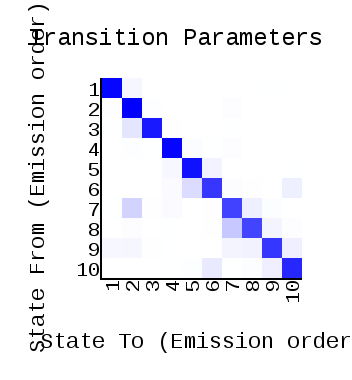 Transition Parameters
State From (Emission order)
1
2
3
4
5
6
7
8
9
10
1 2 3 4 5 6 7 8 9 10
State To (Emission order